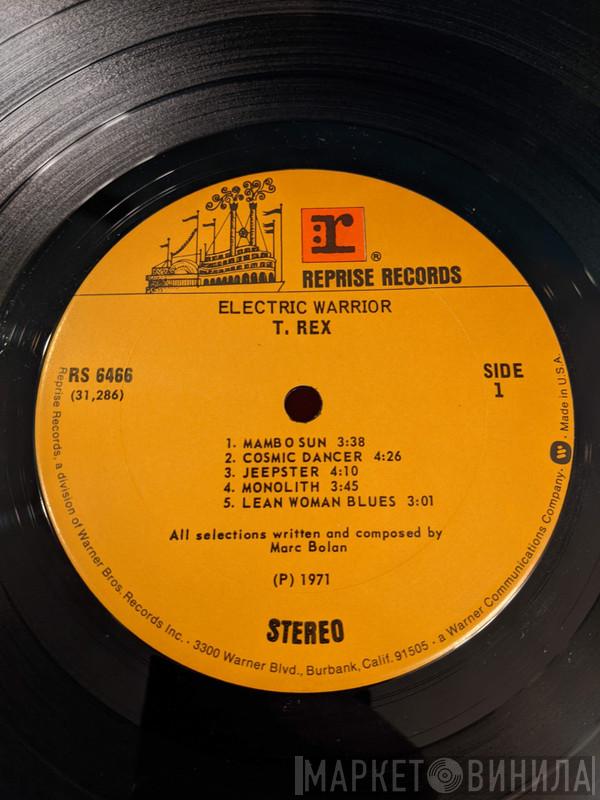 :r
®
REPRISE RECORDS
ELECTRIC WARRIOR
T. REX
RS 6466
(31,286)
SIDE
1
1. MAMBO SUN 3:38
2. COSMIC DANCER 4:26
3. JEEPSTER 4:10
4. MONOLITH 3:45
5. LEAN WOMAN BLUES 3:01
All selections written and composed by
Marc Bolan
(P) 1971
STEREO
Reprise Records, a division of Warner Bros. Records Inc. · 3300 Warner Blvd., Burbank, Calif. 91505 · a Warner Communications Company · W · Made in U.S.A.
МАРКЕТ ВИНИЛА